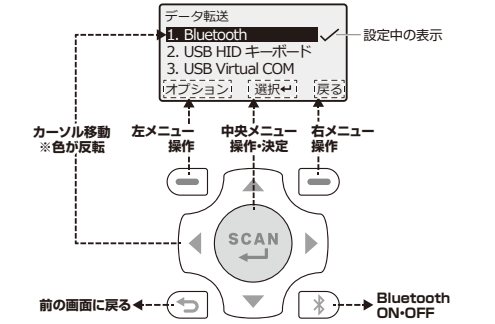 データ転送
1. Bluetooth
設定中の表示
2. USB HID キーボード
3. USB Virtual COM
オプション 選択↵ 戻る
カーソル移動
※色が反転
左メニュー
操作
中央メニュー
操作・決定
右メニュー
操作
SCAN
前の画面に戻る
Bluetooth
ON・OFF